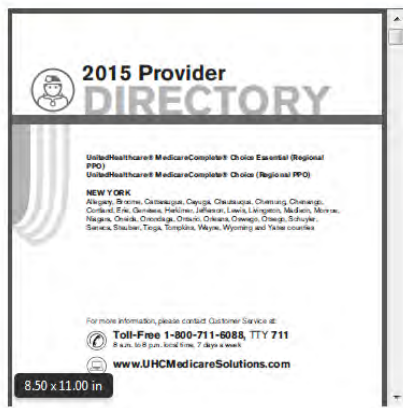 2015 Provider
DIRECTORY
UnitedHealthcare® MedicareComplete® Choice Essential (Regional
PPO)
UnitedHealthcare® MedicareComplete® Choice (Regional PPO)
NEW YORK
Allegany, Broome, Cattaraugus, Cayuga, Chautauqua, Chemung, Chenango,
Cortland, Erie, Genesee, Herkimer, Jefferson, Lewis, Livingston, Madison, Monroe,
Niagara, Oneida, Onondaga, Ontario, Orleans, Oswego, Otsego, Schuyler,
Seneca, Steuben, Tioga, Tompkins, Wayne, Wyoming and Yates counties
For more information, please contact Customer Service at:
Toll-Free 1-800-711-6088, TTY 711
8 a.m. to 8 p.m. local time, 7 days a week
www.UHCMedicareSolutions.com
8.50 x 11.00 in